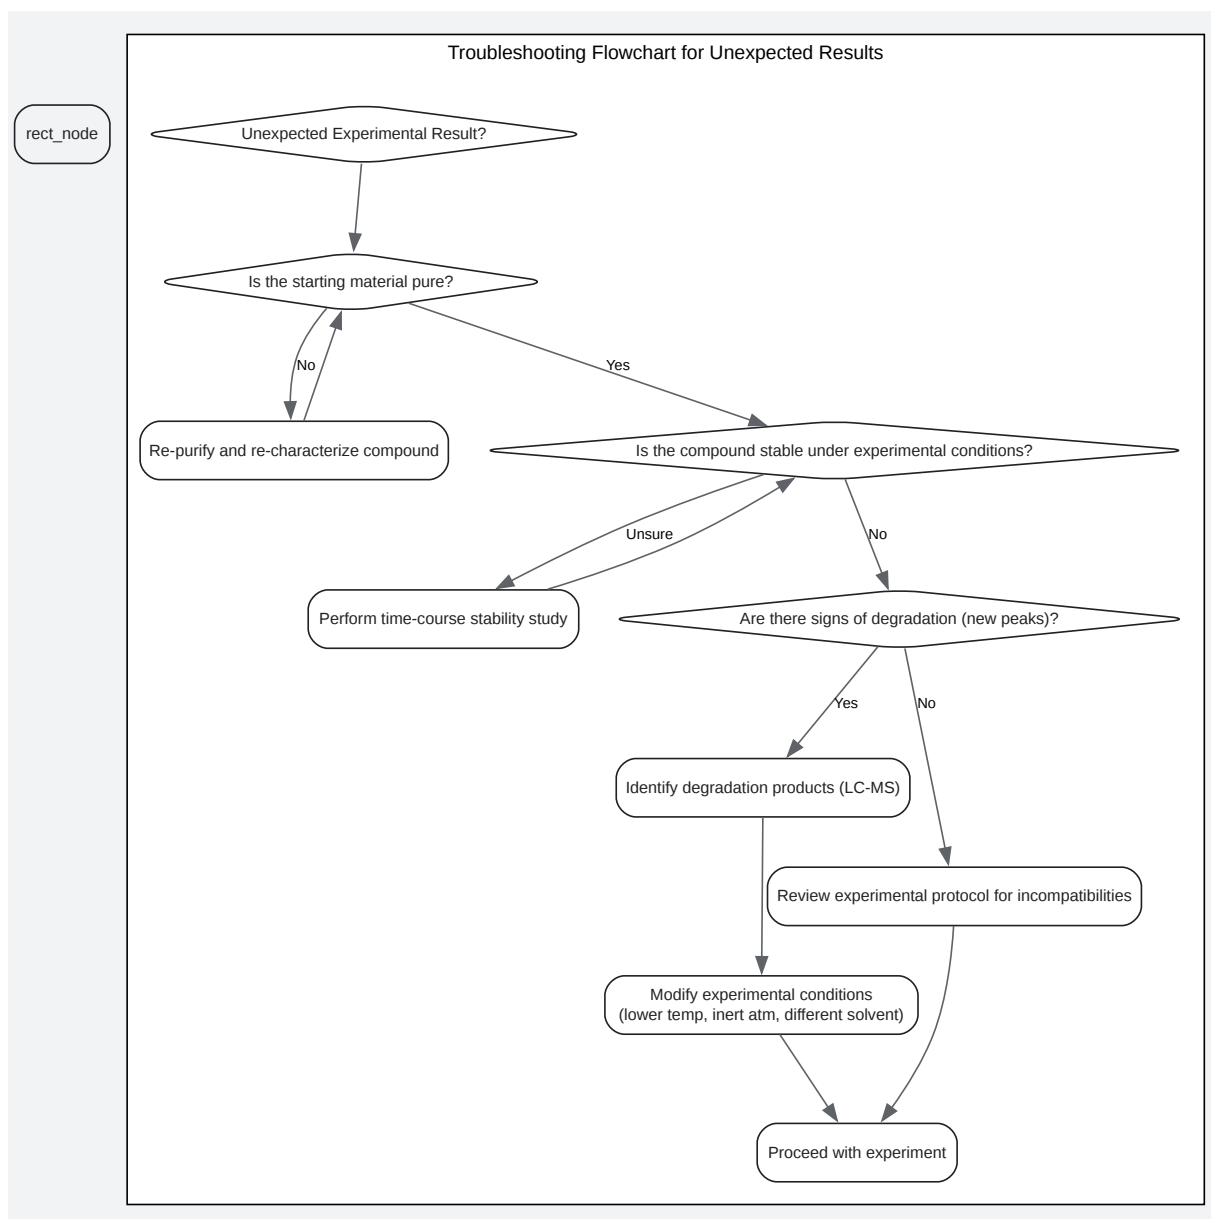 Troubleshooting Flowchart for Unexpected Results
rect_node
Unexpected Experimental Result?
Is the starting material pure?
No
Yes
Re-purify and re-characterize compound
Is the compound stable under experimental conditions?
Unsure
No
Perform time-course stability study
Are there signs of degradation (new peaks)?
Yes
No
Identify degradation products (LC-MS)
Review experimental protocol for incompatibilities
Modify experimental conditions
(lower temp, inert atm, different solvent)
Proceed with experiment